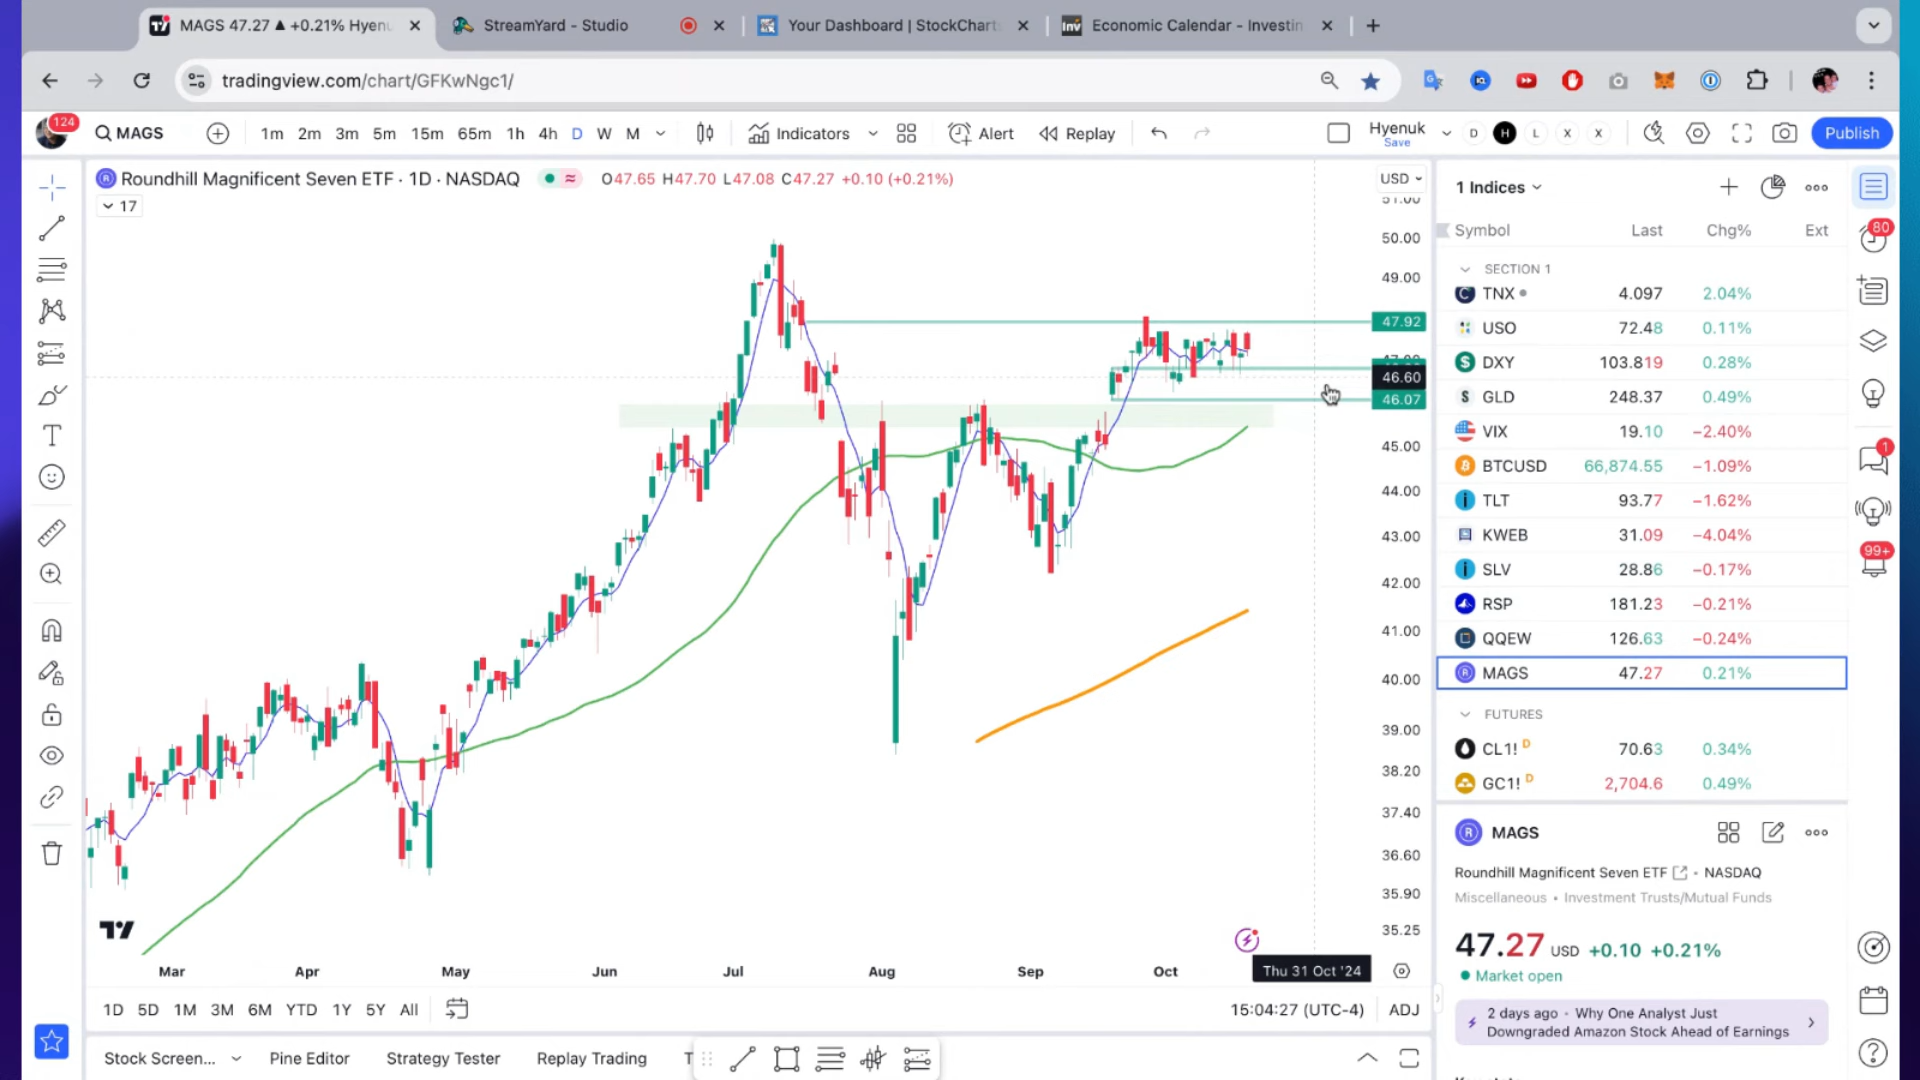 MAGS 47.27 ▲ +0.21% Hyenu
StreamYard - Studio
Your Dashboard | StockChart
Economic Calendar - Investin
tradingview.com/chart/GFKwNgc1/
124
MAGS
1m 2m 3m 5m 15m 65m 1h 4h D W M
Indicators
Alert
Replay
Hyenuk
Save
D H L X X
Publish
Roundhill Magnificent Seven ETF · 1D · NASDAQ
O47.65 H47.70 L47.08 C47.27 +0.10 (+0.21%)
17
USD
51.00
50.00
49.00
47.92
46.60
46.07
45.00
44.00
43.00
42.00
41.00
40.00
39.00
38.20
37.40
36.60
35.90
35.25
Mar Apr May Jun Jul Aug Sep Oct
Thu 31 Oct '24
1D 5D 1M 3M 6M YTD 1Y 5Y All
15:04:27 (UTC-4) ADJ
Stock Screen... Pine Editor Strategy Tester Replay Trading T
1 Indices
Symbol Last Chg% Ext
SECTION 1
TNX 4.097 2.04%
USO 72.48 0.11%
DXY 103.819 0.28%
GLD 248.37 0.49%
VIX 19.10 −2.40%
BTCUSD 66,874.55 −1.09%
TLT 93.77 −1.62%
KWEB 31.09 −4.04%
SLV 28.86 −0.17%
RSP 181.23 −0.21%
QQEW 126.63 −0.24%
MAGS 47.27 0.21%
FUTURES
CL1! D 70.63 0.34%
GC1! D 2,704.6 0.49%
MAGS
Roundhill Magnificent Seven ETF • NASDAQ
Miscellaneous • Investment Trusts/Mutual Funds
47.27 USD +0.10 +0.21%
Market open
2 days ago · Why One Analyst Just
Downgraded Amazon Stock Ahead of Earnings
80
1
99+